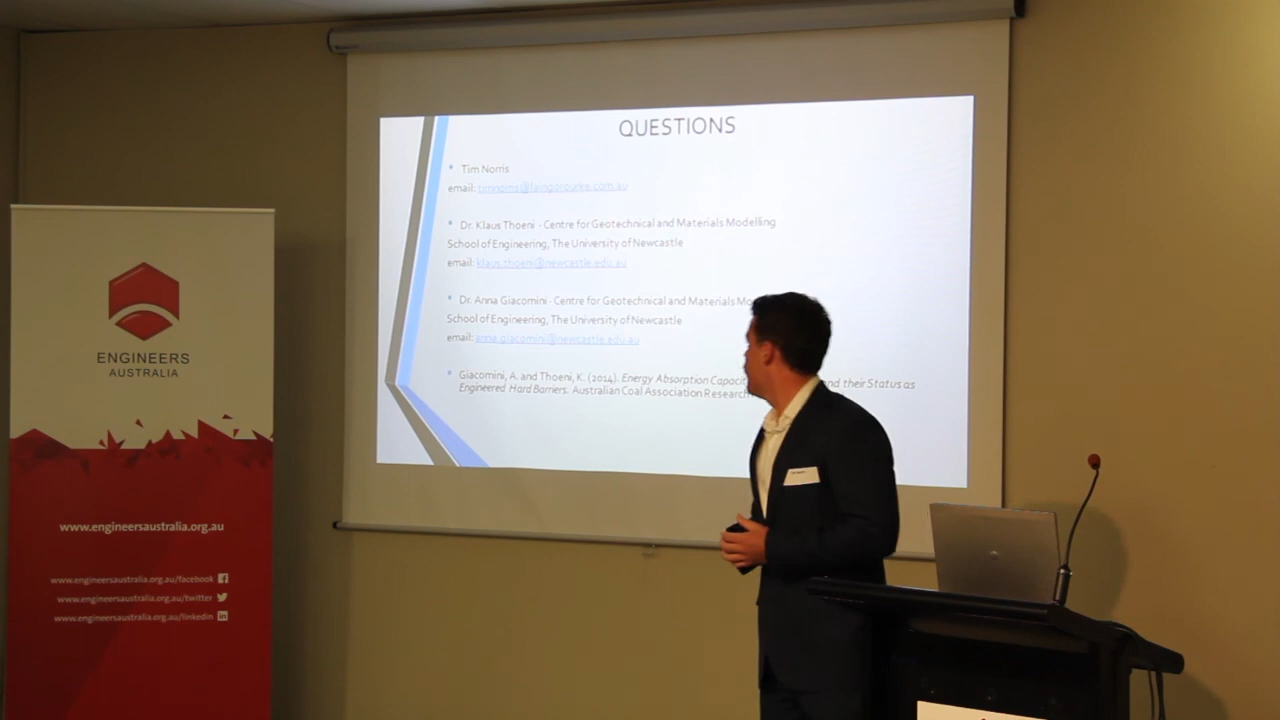 QUESTIONS
• Tim Norris
email: timnorris@laingorourke.com.au
• Dr. Klaus Thoeni - Centre for Geotechnical and Materials Modelling
School of Engineering, The University of Newcastle
email: klaus.thoeni@newcastle.edu.au
• Dr. Anna Giacomini - Centre for Geotechnical and Materials
School of Engineering, The University of Newcastle
email: anna.giacomini@newcastle.edu.au
• Giacomini, A. and Thoeni, K. (2014). Energy Absorption and their Status as
Engineered Hard Barriers. Australian Coal Association Research
ENGINEERS
AUSTRALIA
www.engineersaustralia.org.au
www.engineersaustralia.org.au/facebook
www.engineersaustralia.org.au/twitter
www.engineersaustralia.org.au/linkedin